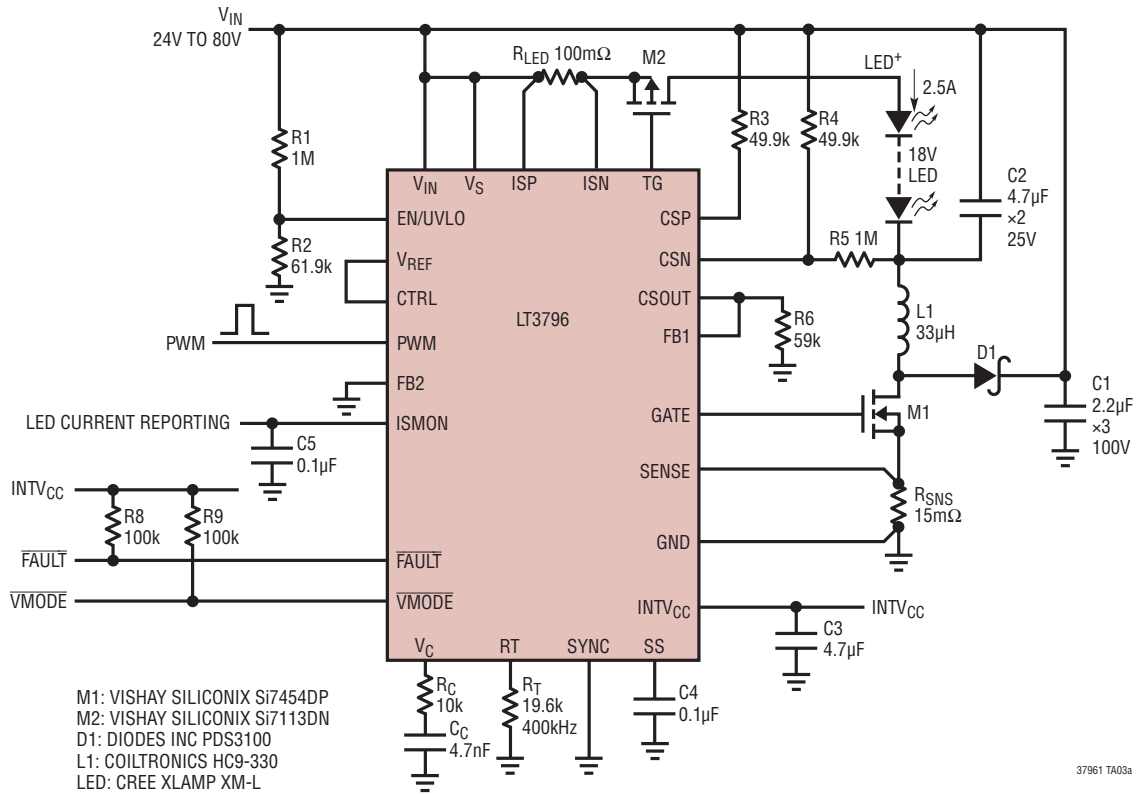 VIN
24V TO 80V
RLED 100mΩ
M2
LED+
2.5A
R1
1M
R3
49.9k
R4
49.9k
18V
LED
C2
4.7µF
×2
25V
VIN
VS
ISP
ISN
TG
EN/UVLO
CSP
R2
61.9k
R5 1M
VREF
CSN
CTRL
CSOUT
L1
33µH
LT3796
R6
59k
FB1
PWM
PWM
D1
FB2
C1
2.2µF
×3
100V
LED CURRENT REPORTING
ISMON
GATE
M1
C5
0.1µF
SENSE
INTVCC
RSNS
15mΩ
R8
100k
R9
100k
GND
FAULT
FAULT
VMODE
VMODE
INTVCC
INTVCC
C3
4.7µF
VC
RT
SYNC
SS
RC
10k
RT
19.6k
400kHz
C4
0.1µF
CC
4.7nF
M1: VISHAY SILICONIX Si7454DP
M2: VISHAY SILICONIX Si7113DN
D1: DIODES INC PDS3100
L1: COILTRONICS HC9-330
LED: CREE XLAMP XM-L
37961 TA03a